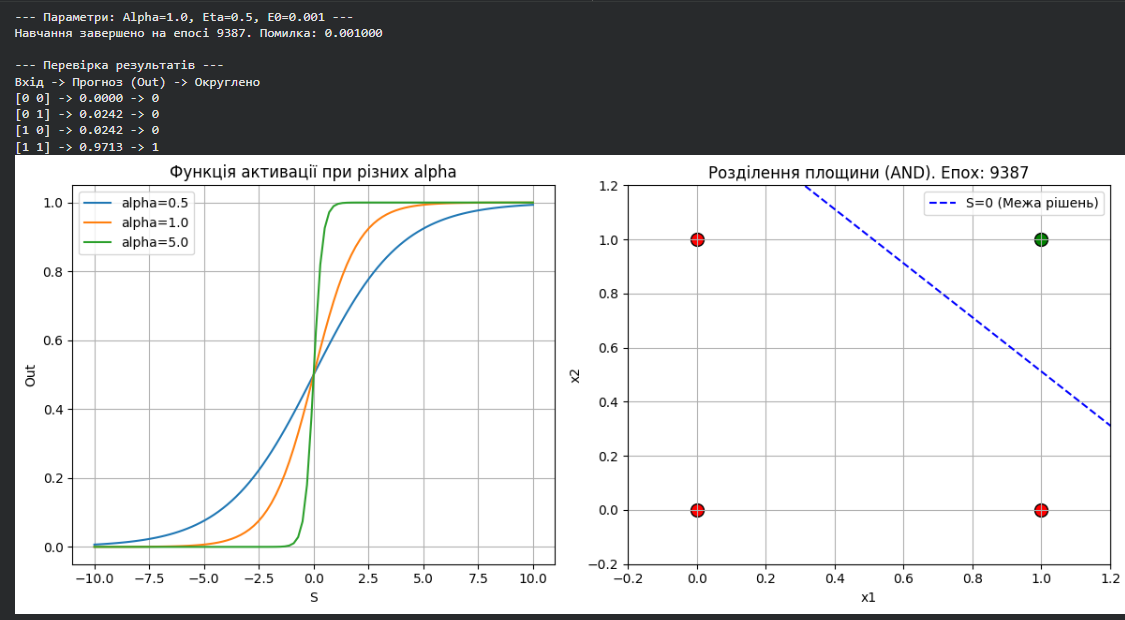 --- Параметри: Alpha=1.0, Eta=0.5, E0=0.001 ---
Навчання завершено на епосі 9387. Помилка: 0.001000
--- Перевірка результатів ---
Вхід -> Прогноз (Out) -> Округлено
[0 0] -> 0.0000 -> 0
[0 1] -> 0.0242 -> 0
[1 0] -> 0.0242 -> 0
[1 1] -> 0.9713 -> 1
Функція активації при різних alpha
alpha=0.5
alpha=1.0
alpha=5.0
1.0
0.8
0.6
0.4
0.2
0.0
Out
−10.0 −7.5 −5.0 −2.5 0.0 2.5 5.0 7.5 10.0
S
Розділення площини (AND). Епох: 9387
S=0 (Межа рішень)
1.2
1.0
0.8
0.6
0.4
0.2
0.0
−0.2
x2
−0.2 0.0 0.2 0.4 0.6 0.8 1.0 1.2
x1